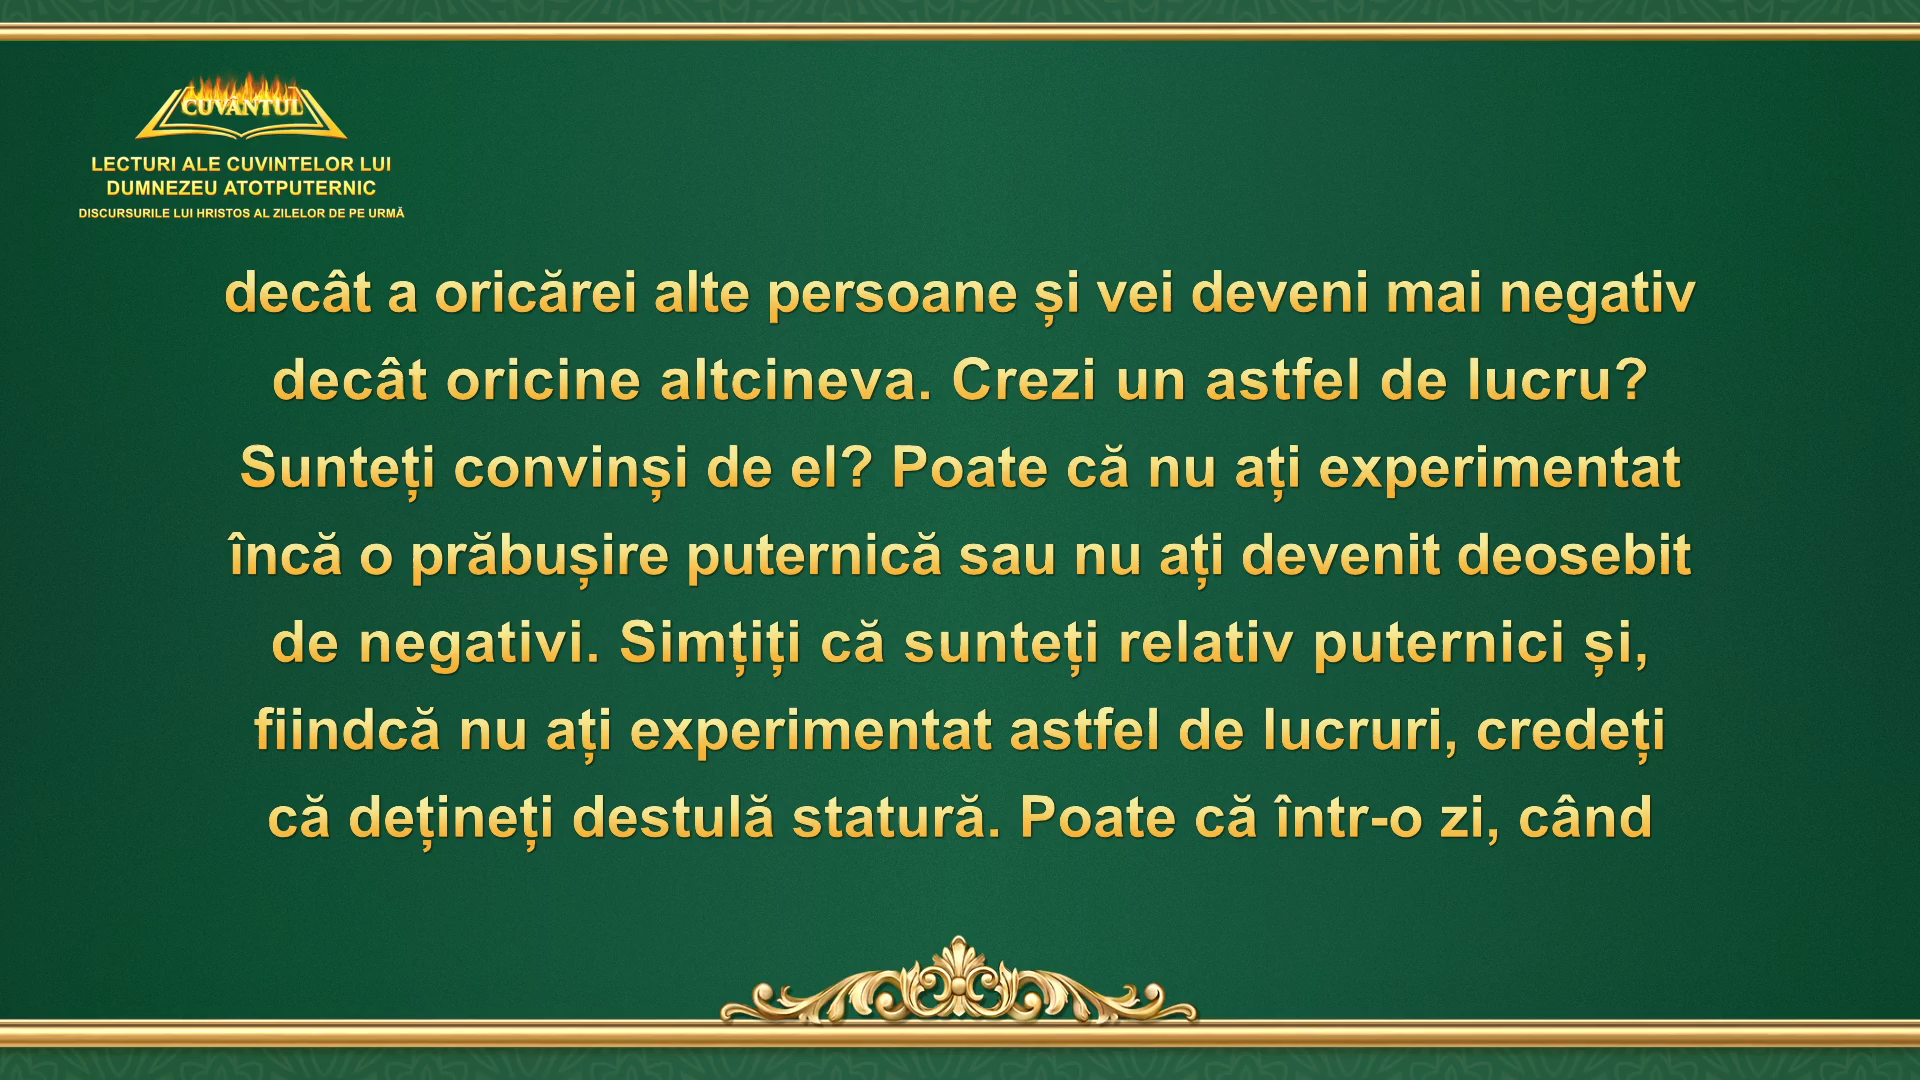 CUVÂNTUL
LECTURI ALE CUVINTELOR LUI
DUMNEZEU ATOTPUTERNIC
DISCURSURILE LUI HRISTOS AL ZILELOR DE PE URMĂ
decât a oricărei alte persoane și vei deveni mai negativ
decât oricine altcineva. Crezi un astfel de lucru?
Sunteți convinși de el? Poate că nu ați experimentat
încă o prăbușire puternică sau nu ați devenit deosebit
de negativi. Simțiți că sunteți relativ puternici și,
fiindcă nu ați experimentat astfel de lucruri, credeți
că dețineți destulă statură. Poate că într-o zi, când